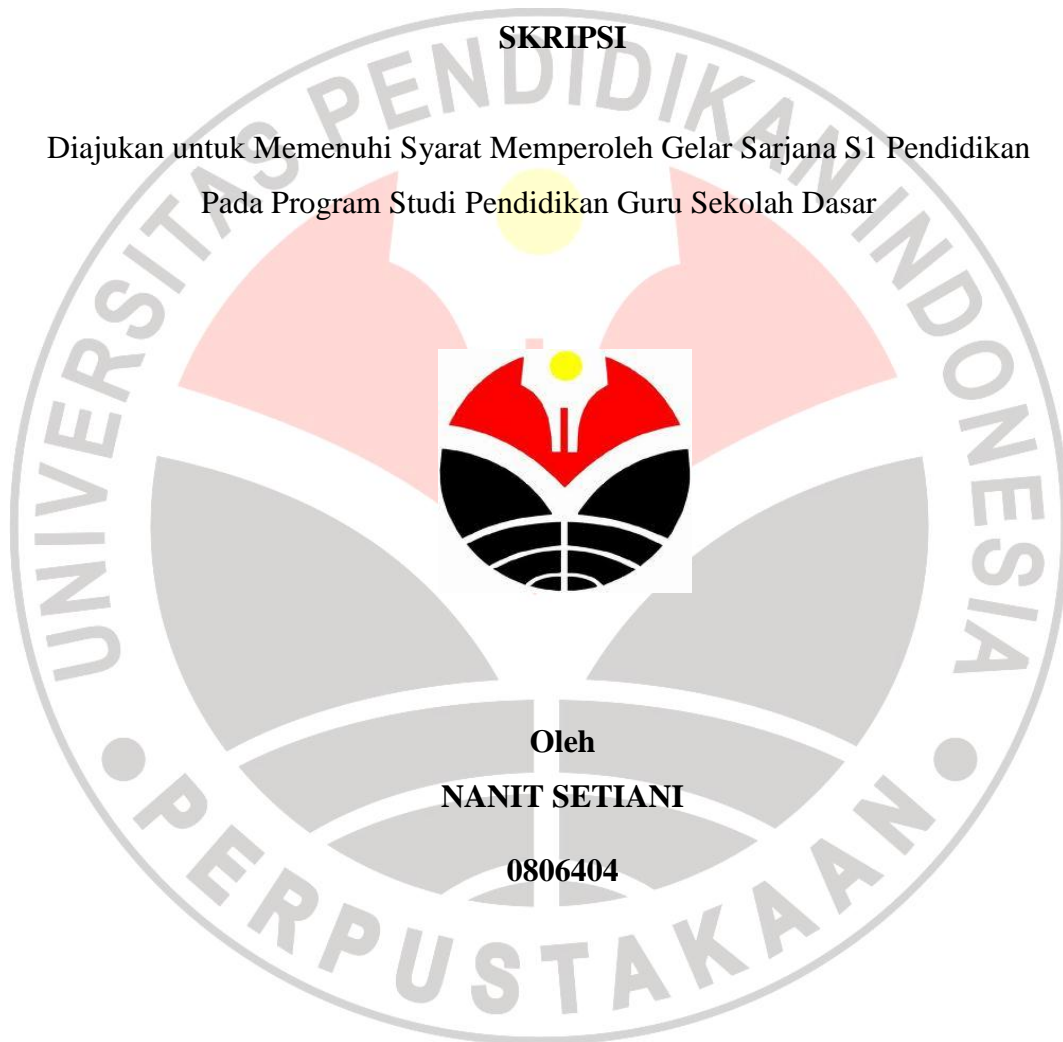 SKRIPSI
Diajukan untuk Memenuhi Syarat Memperoleh Gelar Sarjana S1 Pendidikan
Pada Program Studi Pendidikan Guru Sekolah Dasar
UNIVERSITAS PENDIDIKAN INDONESIA
Oleh
NANIT SETIANI
0806404
PERPUSTAKAAN